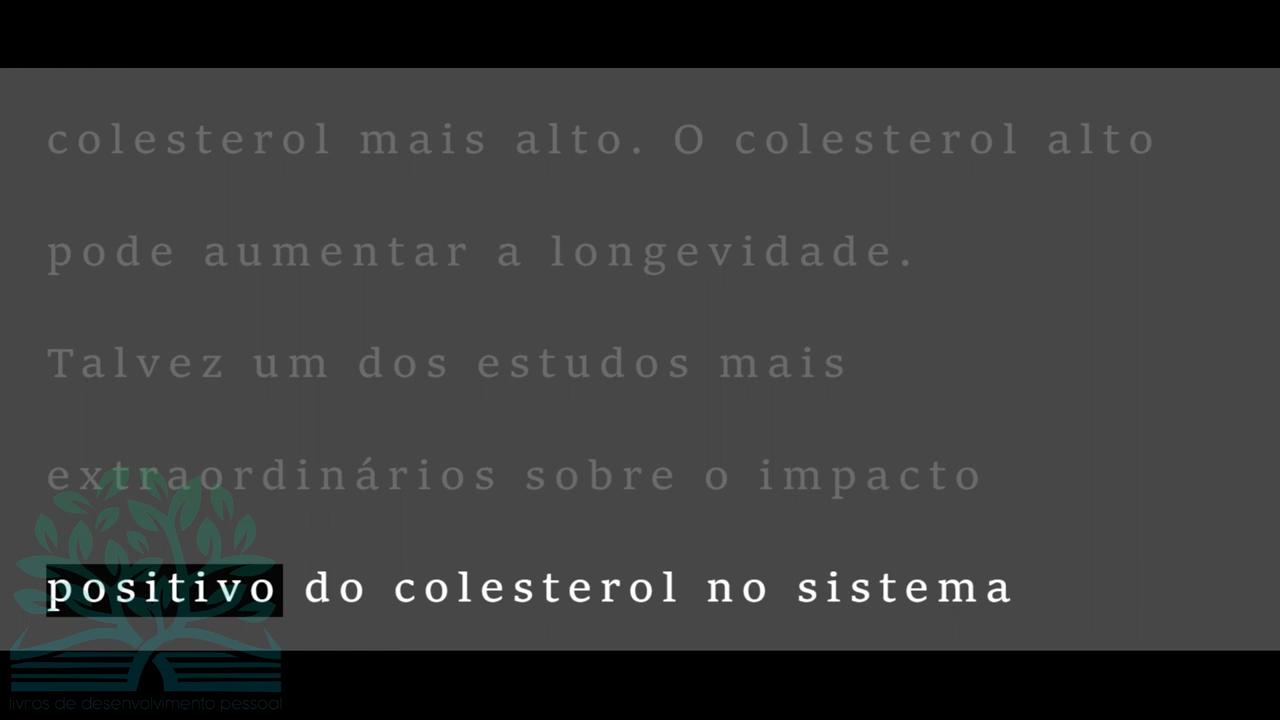 colesterol mais alto. O colesterol alto
pode aumentar a longevidade.
Talvez um dos estudos mais
extraordinários sobre o impacto
positivo do colesterol no sistema
livros de desenvolvimento pessoal